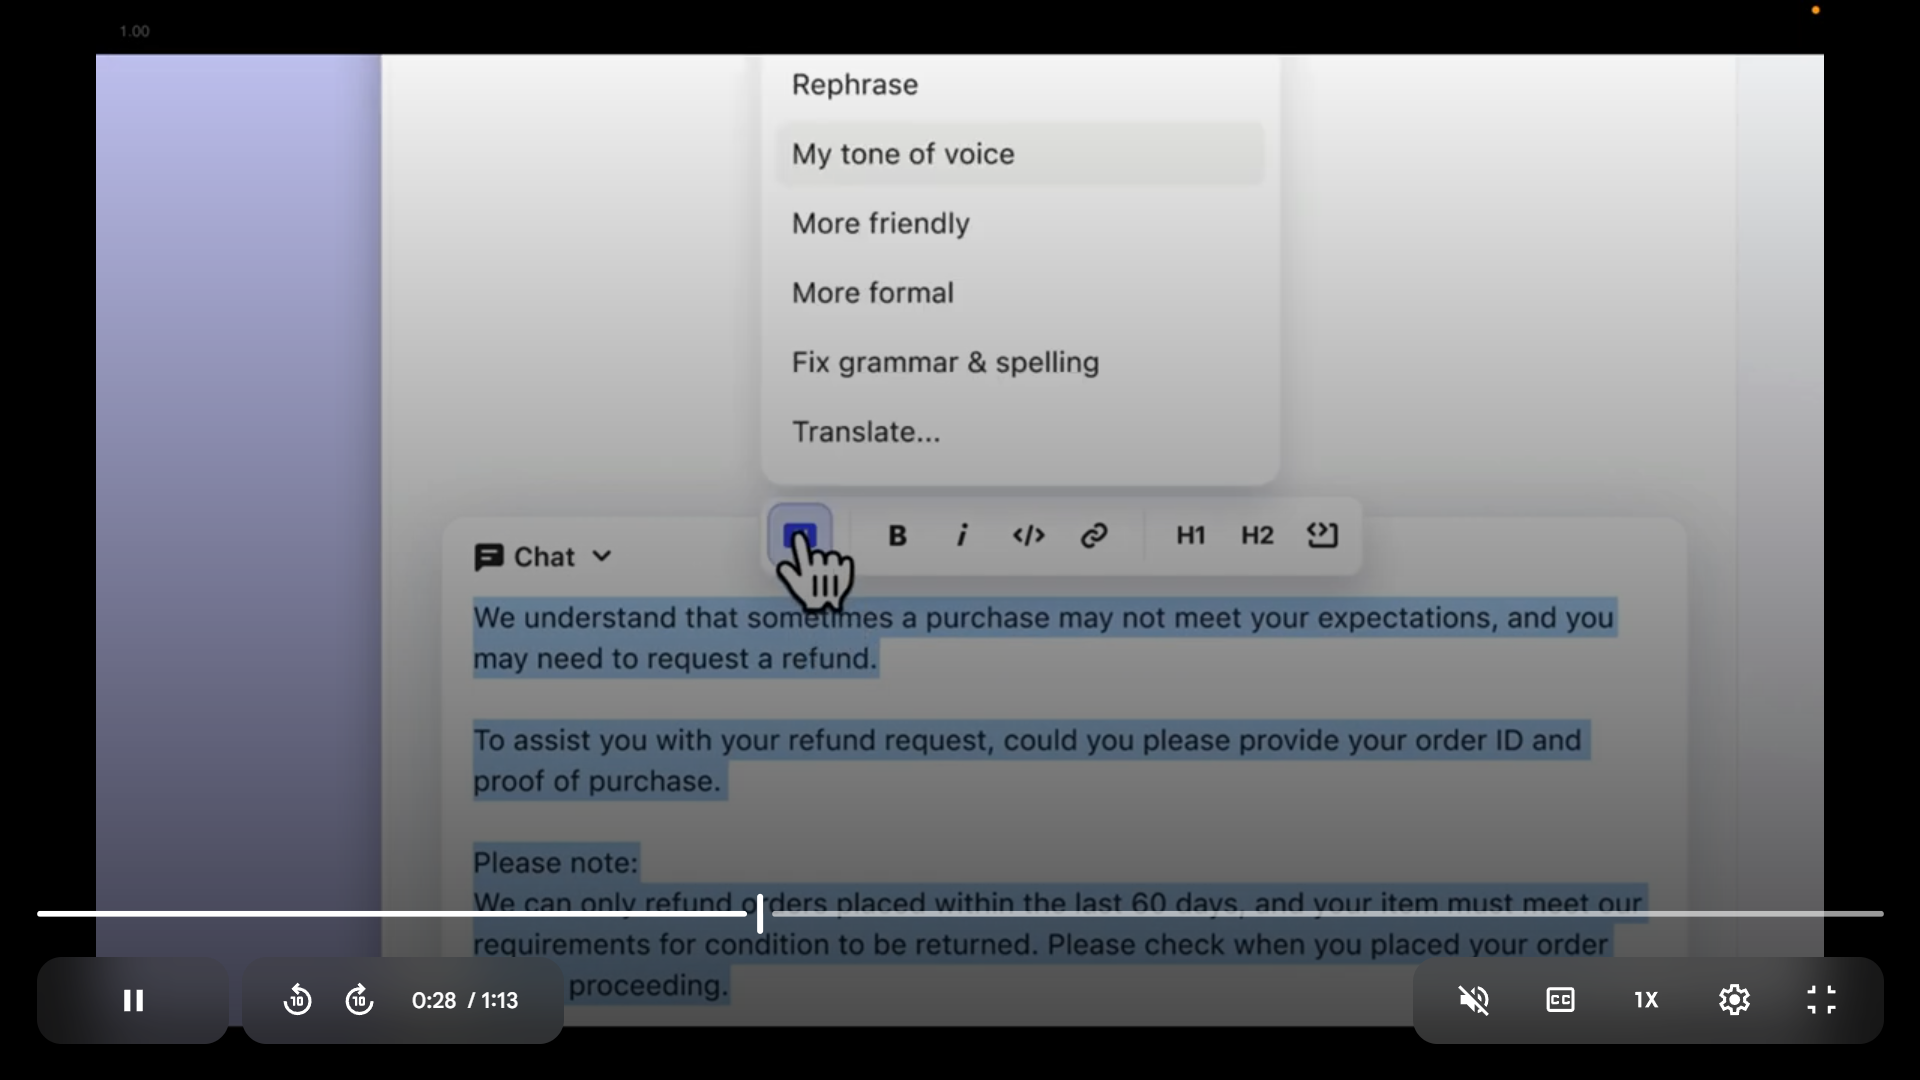 1.00
Rephrase
My tone of voice
More friendly
More formal
Fix grammar & spelling
Translate...
Chat
B i </> H1 H2
We understand that sometimes a purchase may not meet your expectations, and you
may need to request a refund.
To assist you with your refund request, could you please provide your order ID and
proof of purchase.
Please note:
We can only refund orders placed within the last 60 days, and your item must meet our
requirements for condition to be returned. Please check when you placed your order
proceeding.
10 10 0:28 / 1:13 CC 1X